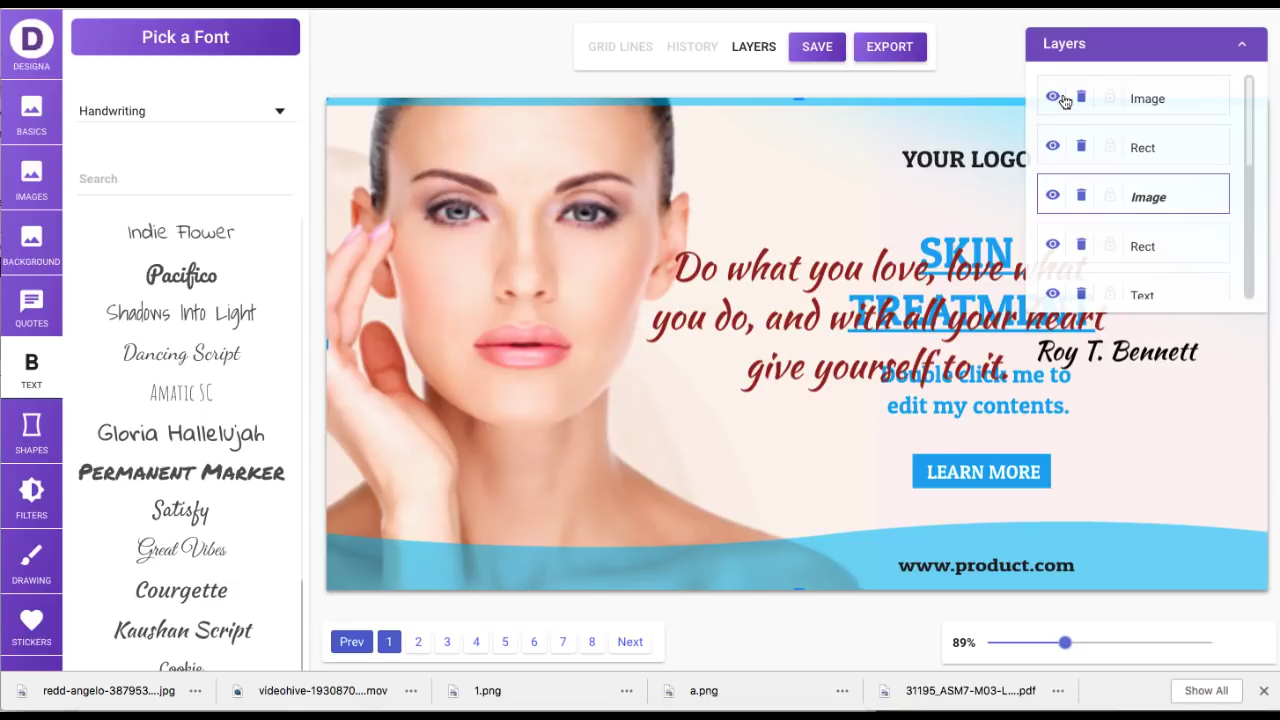 D
DESIGNA
BASICS
IMAGES
BACKGROUND
QUOTES
B
TEXT
SHAPES
FILTERS
DRAWING
STICKERS
Pick a Font
Handwriting
Search
Indie Flower
Pacifico
Shadows Into Light
Dancing Script
Amatic SC
Gloria Hallelujah
Permanent Marker
Satisfy
Great Vibes
Courgette
Kaushan Script
Cookie
GRID LINES
HISTORY
LAYERS
SAVE
EXPORT
Layers
Image
Rect
Image
Rect
Text
YOUR LOGO
SKIN
TREATMENT
Do what you love, love what
you do, and with all your heart
give yourself to it.
Roy T. Bennett
Double click me to
edit my contents.
LEARN MORE
www.product.com
Prev 1 2 3 4 5 6 7 8 Next
89%
redd-angelo-387953....jpg
videohive-1930870....mov
1.png
a.png
31195_ASM7-M03-L....pdf
Show All